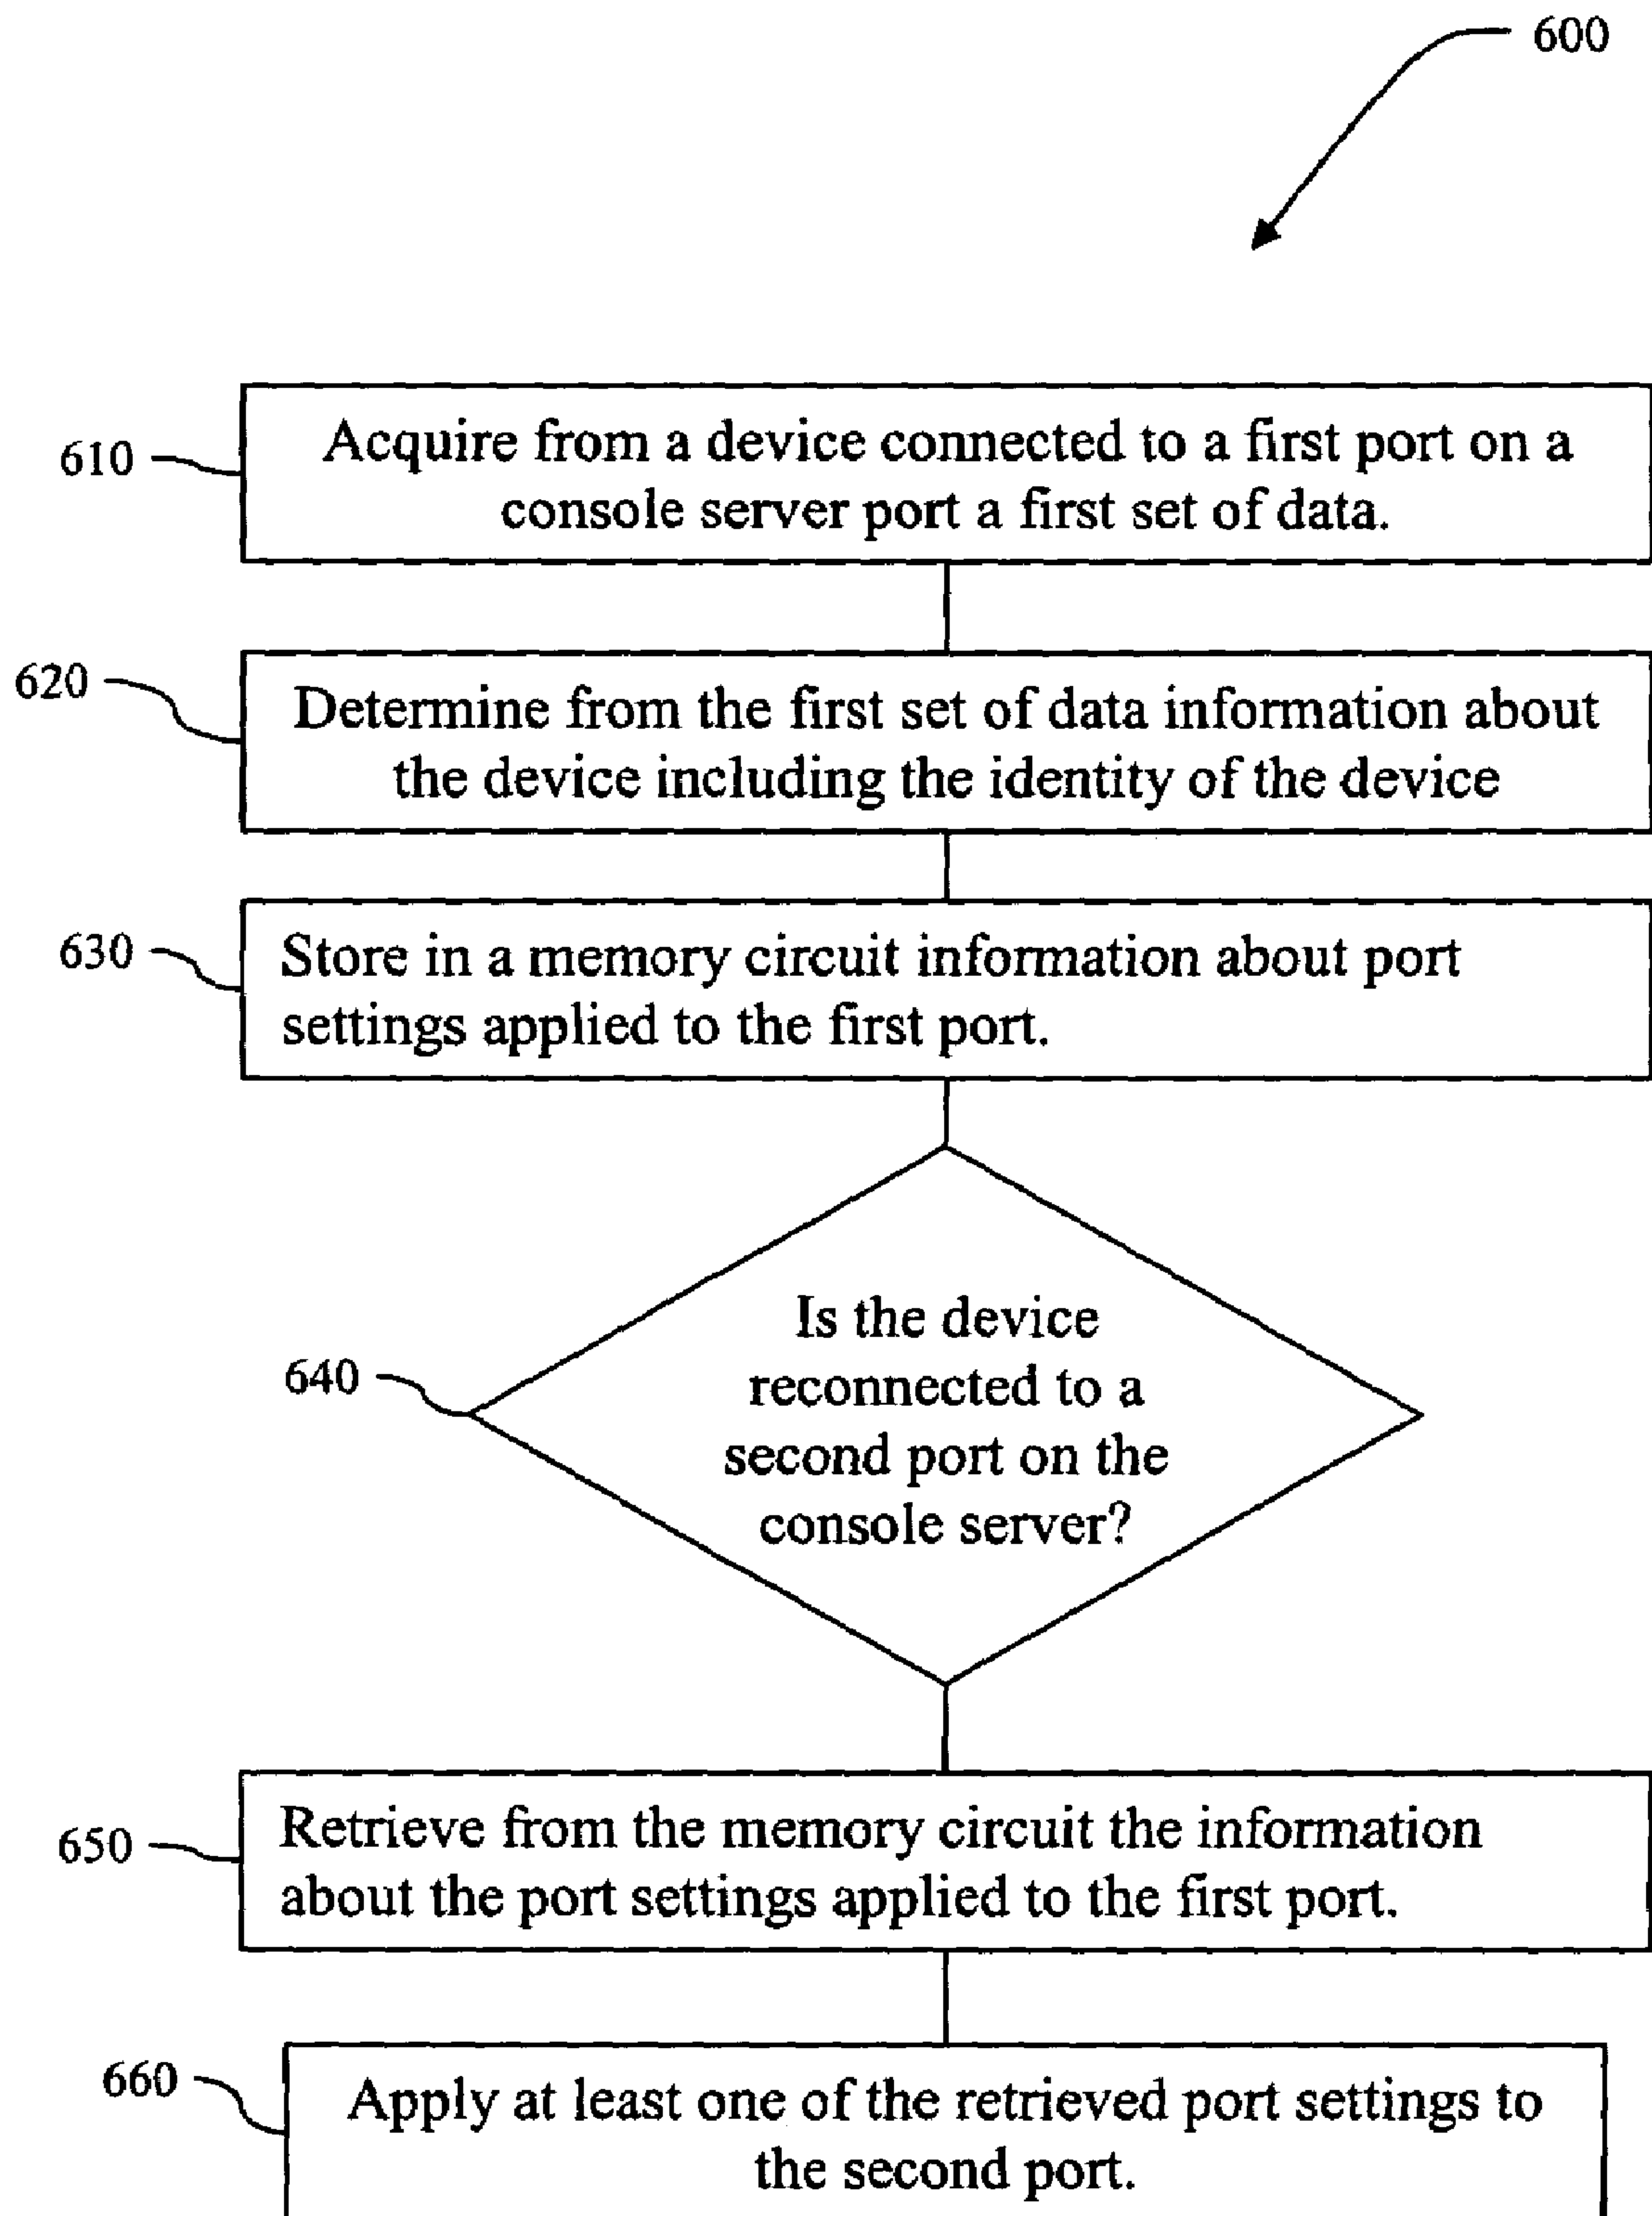 600
610
Acquire from a device connected to a first port on a
console server port a first set of data.
620
Determine from the first set of data information about
the device including the identity of the device
630
Store in a memory circuit information about port
settings applied to the first port.
640
Is the device
reconnected to a
second port on the
console server?
650
Retrieve from the memory circuit the information
about the port settings applied to the first port.
660
Apply at least one of the retrieved port settings to
the second port.